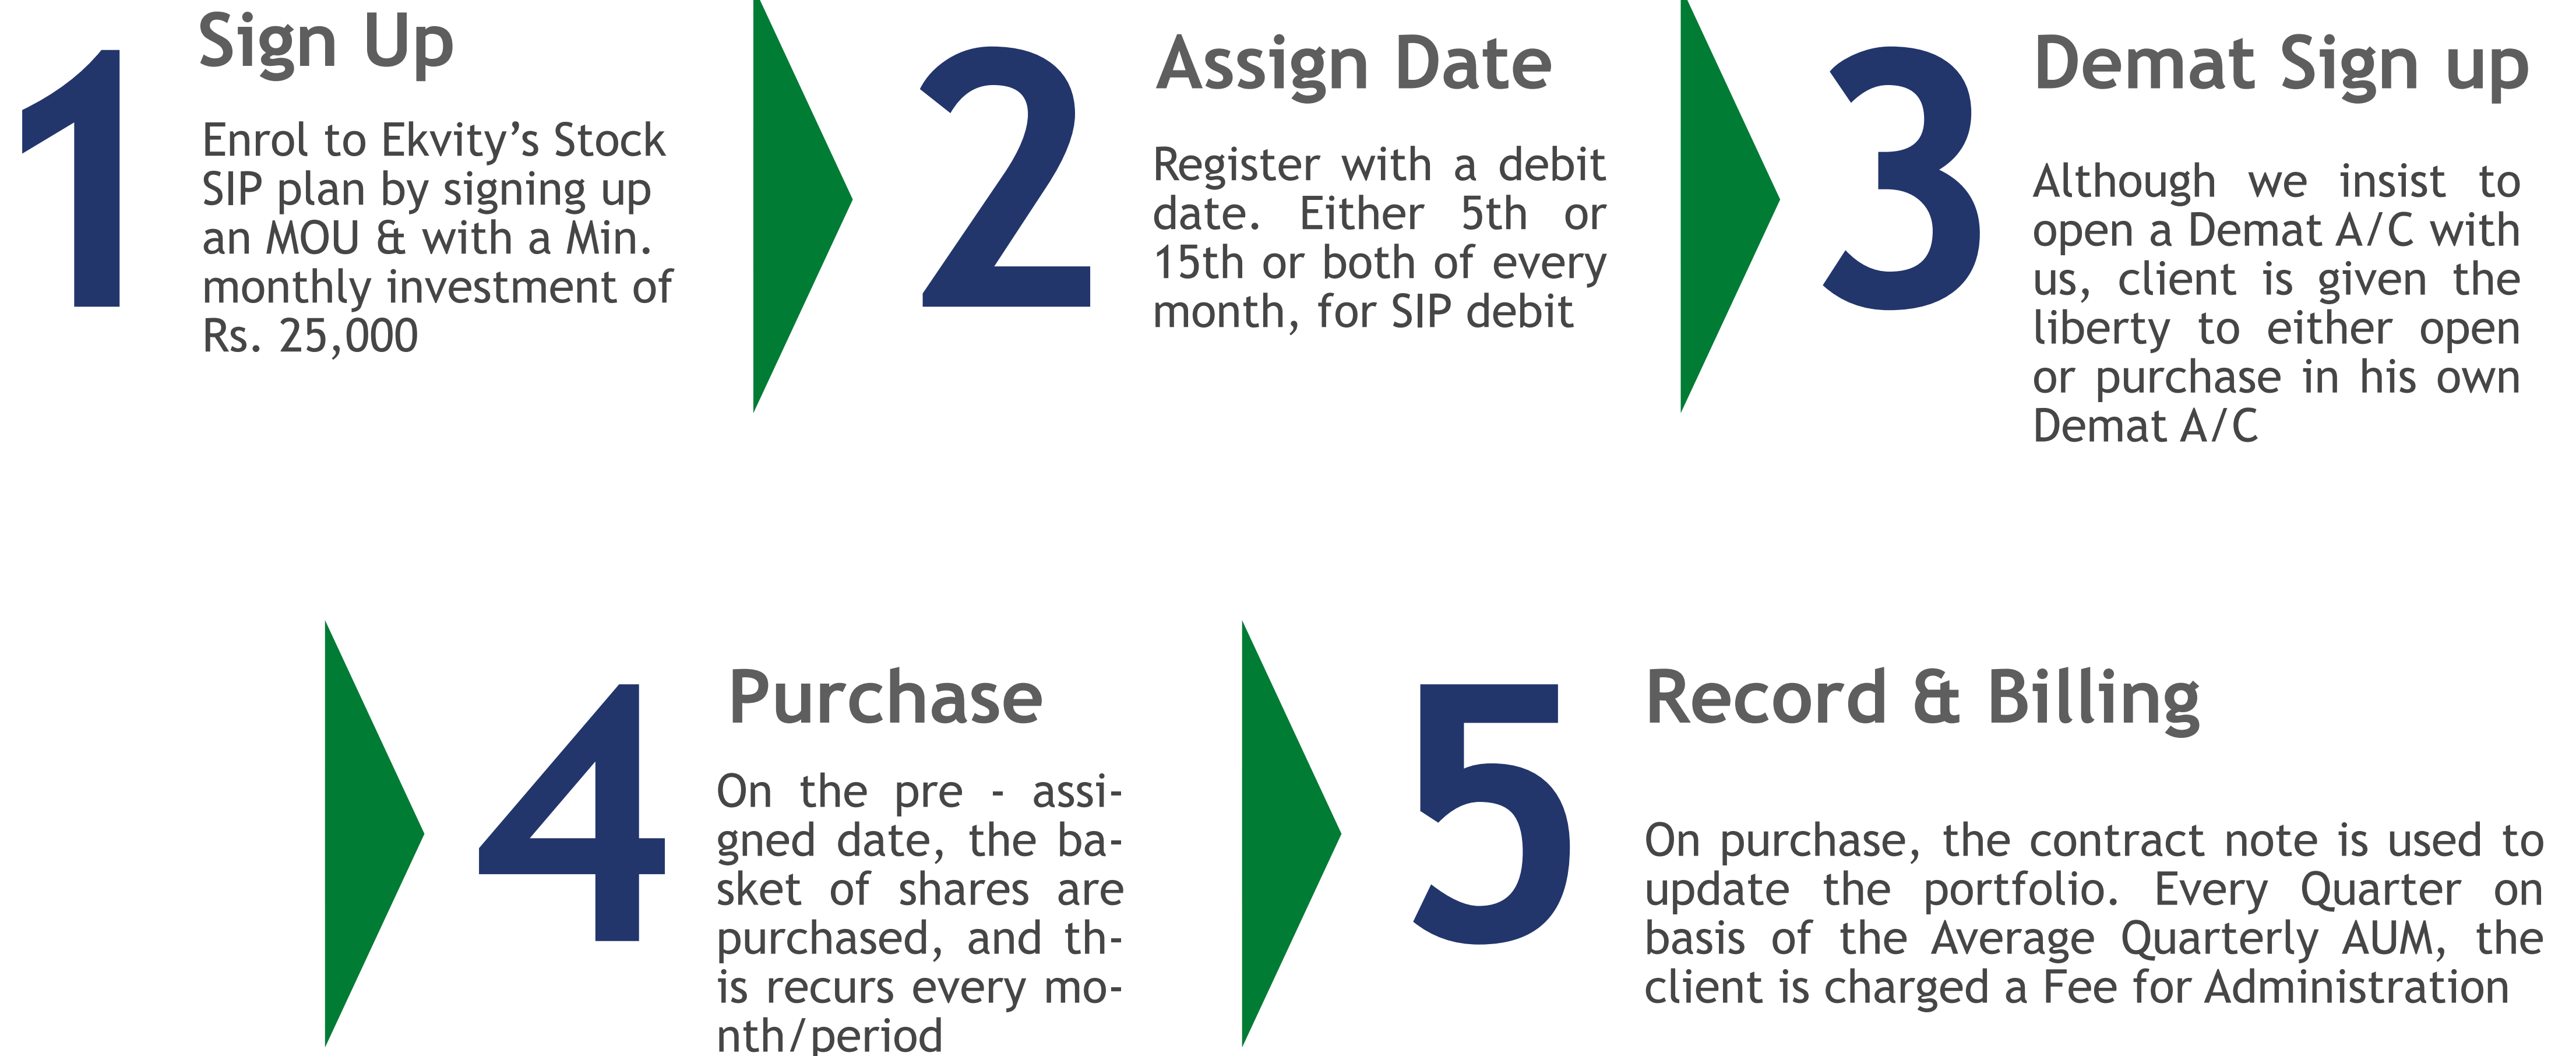 1
Sign Up
Enrol to Ekvity’s Stock
SIP plan by signing up
an MOU & with a Min.
monthly investment of
Rs. 25,000
2
Assign Date
Register with a debit
date. Either 5th or
15th or both of every
month, for SIP debit
3
Demat Sign up
Although we insist to
open a Demat A/C with
us, client is given the
liberty to either open
or purchase in his own
Demat A/C
4
Purchase
On the pre - assi-
gned date, the ba-
sket of shares are
purchased, and th-
is recurs every mo-
nth/period
5
Record & Billing
On purchase, the contract note is used to
update the portfolio. Every Quarter on
basis of the Average Quarterly AUM, the
client is charged a Fee for Administration